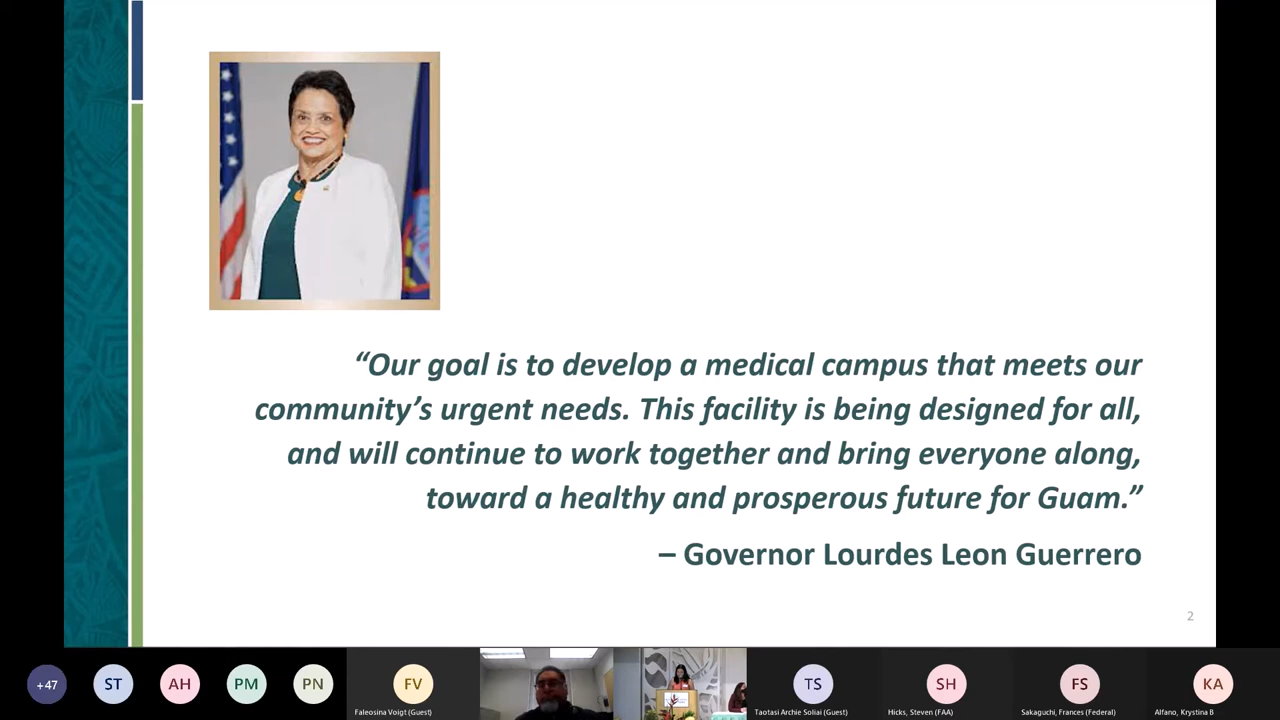 “Our goal is to develop a medical campus that meets our
community’s urgent needs. This facility is being designed for all,
and will continue to work together and bring everyone along,
toward a healthy and prosperous future for Guam.”
– Governor Lourdes Leon Guerrero
2
+47
ST
AH
PM
PN
FV
TS
SH
FS
KA
Faleosina Voigt (Guest)
Taotasi Archie Soliai (Guest)
Hicks, Steven (FAA)
Sakaguchi, Frances (Federal)
Alfano, Krystina B